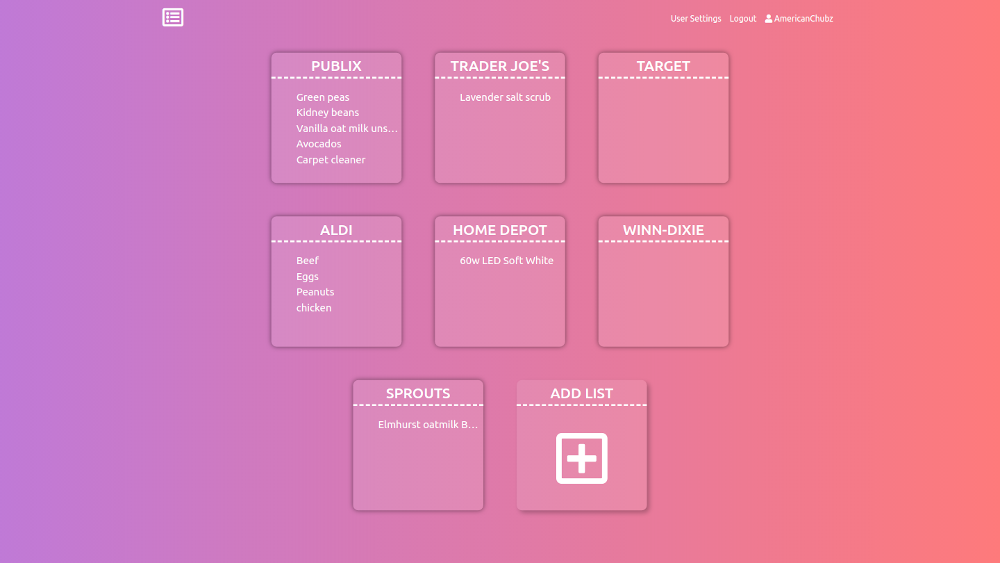 User Settings Logout AmericanChubz
PUBLIX
Green peas
Kidney beans
Vanilla oat milk uns…
Avocados
Carpet cleaner
TRADER JOE'S
Lavender salt scrub
TARGET
ALDI
Beef
Eggs
Peanuts
chicken
HOME DEPOT
60w LED Soft White
WINN-DIXIE
SPROUTS
Elmhurst oatmilk B…
ADD LIST